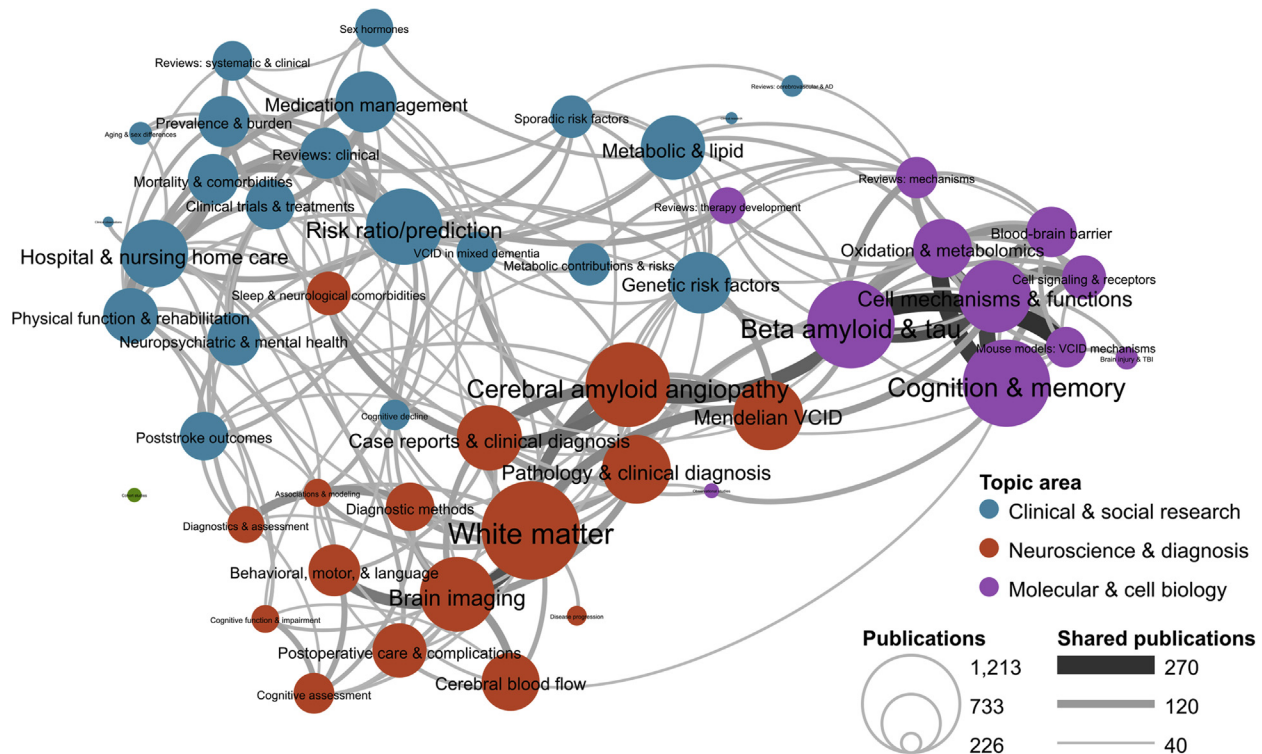 Sex hormones
Reviews: systematic & clinical
Reviews: cerebrovascular & AD
Medication management
Sporadic risk factors
Prevalence & burden
Aging & sex differences
Metabolic & lipid
Reviews: clinical
Mortality & comorbidities
Reviews: mechanisms
Clinical trials & treatments
Reviews: therapy development
Risk ratio/prediction
Blood-brain barrier
Oxidation & metabolomics
VCID in mixed dementia
Hospital & nursing home care
Metabolic contributions & risks
Cell signaling & receptors
Genetic risk factors
Sleep & neurological comorbidities
Cell mechanisms & functions
Physical function & rehabilitation
Beta amyloid & tau
Neuropsychiatric & mental health
Mouse models: VCID mechanisms
Brain injury & TBI
Cerebral amyloid angiopathy
Cognition & memory
Cognitive decline
Mendelian VCID
Poststroke outcomes
Case reports & clinical diagnosis
Pathology & clinical diagnosis
Associations & modeling
Diagnostic methods
Diagnostics & assessment
White matter
Behavioral, motor, & language
Brain imaging
Cognitive function & impairment
Disease progression
Postoperative care & complications
Cerebral blood flow
Cognitive assessment
Topic area
Clinical & social research
Neuroscience & diagnosis
Molecular & cell biology
Publications
1,213
733
226
Shared publications
270
120
40